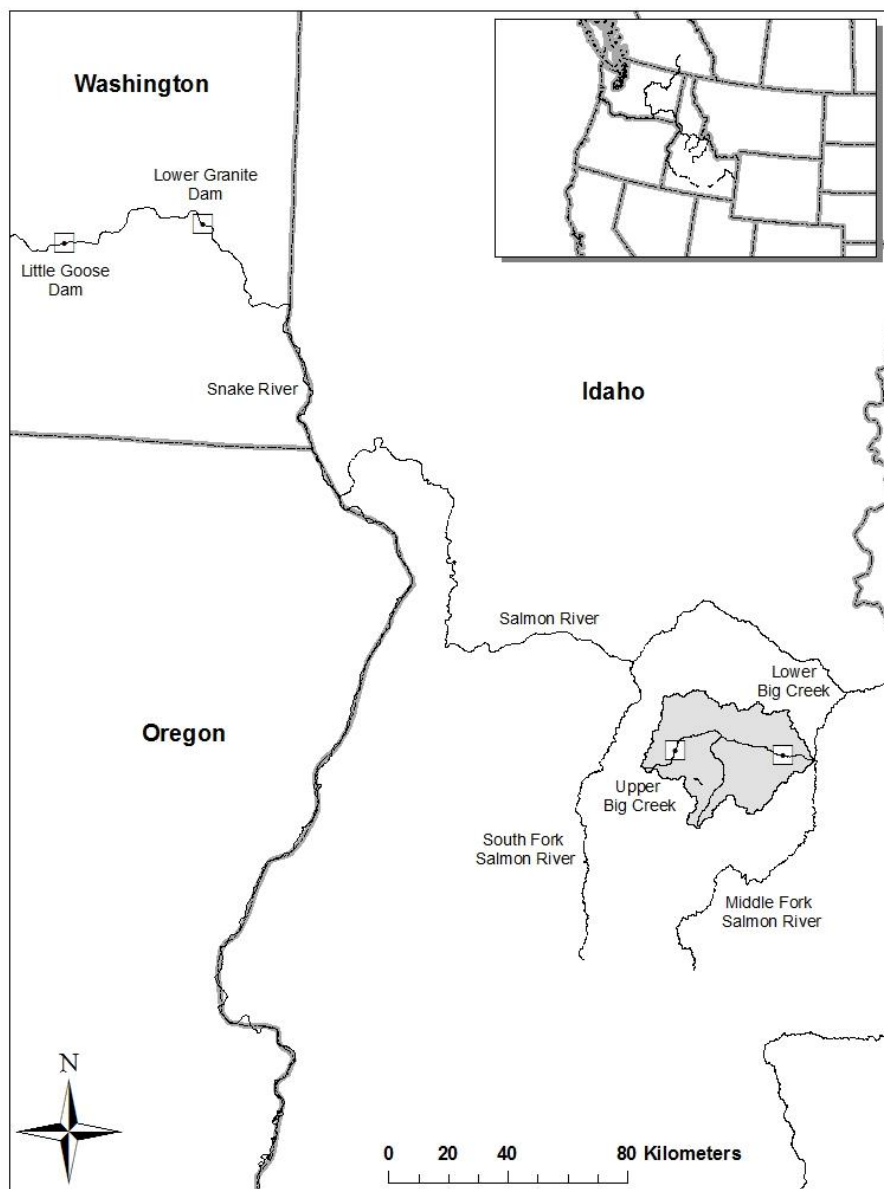 Washington
Lower Granite
Dam
Little Goose
Dam
Snake River
Idaho
Salmon River
Lower
Big Creek
Oregon
Upper
Big Creek
South Fork
Salmon River
Middle Fork
Salmon River
N
0 20 40 80 Kilometers